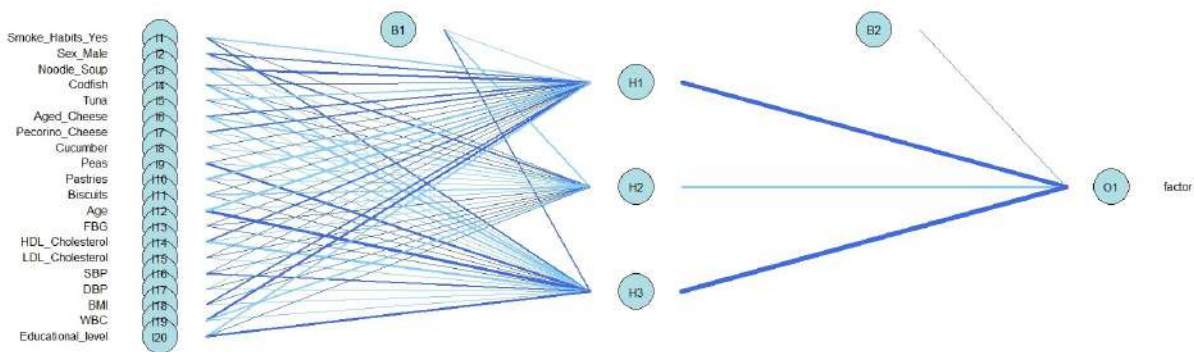 B1
B2
Smoke_Habits_Yes I1
Sex_Male I2
Noodle_Soup I3
Codfish I4
Tuna I5
Aged_Cheese I6
Pecorino_Cheese I7
Cucumber I8
Peas I9
Pastries I10
Biscuits I11
Age I12
FBG I13
HDL_Cholesterol I14
LDL_Cholesterol I15
SBP I16
DBP I17
BMI I18
WBC I19
Educational_level I20
H1
H2
H3
O1 factor